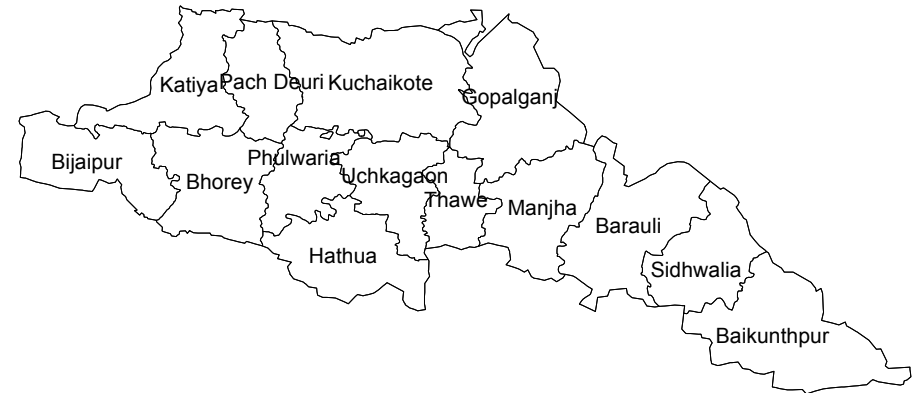 Katiya
Pach Deuri
Kuchaikote
Gopalganj
Bijaipur
Phulwaria
Bhorey
Uchkagaon
Thawe
Manjha
Barauli
Hathua
Sidhwalia
Baikunthpur